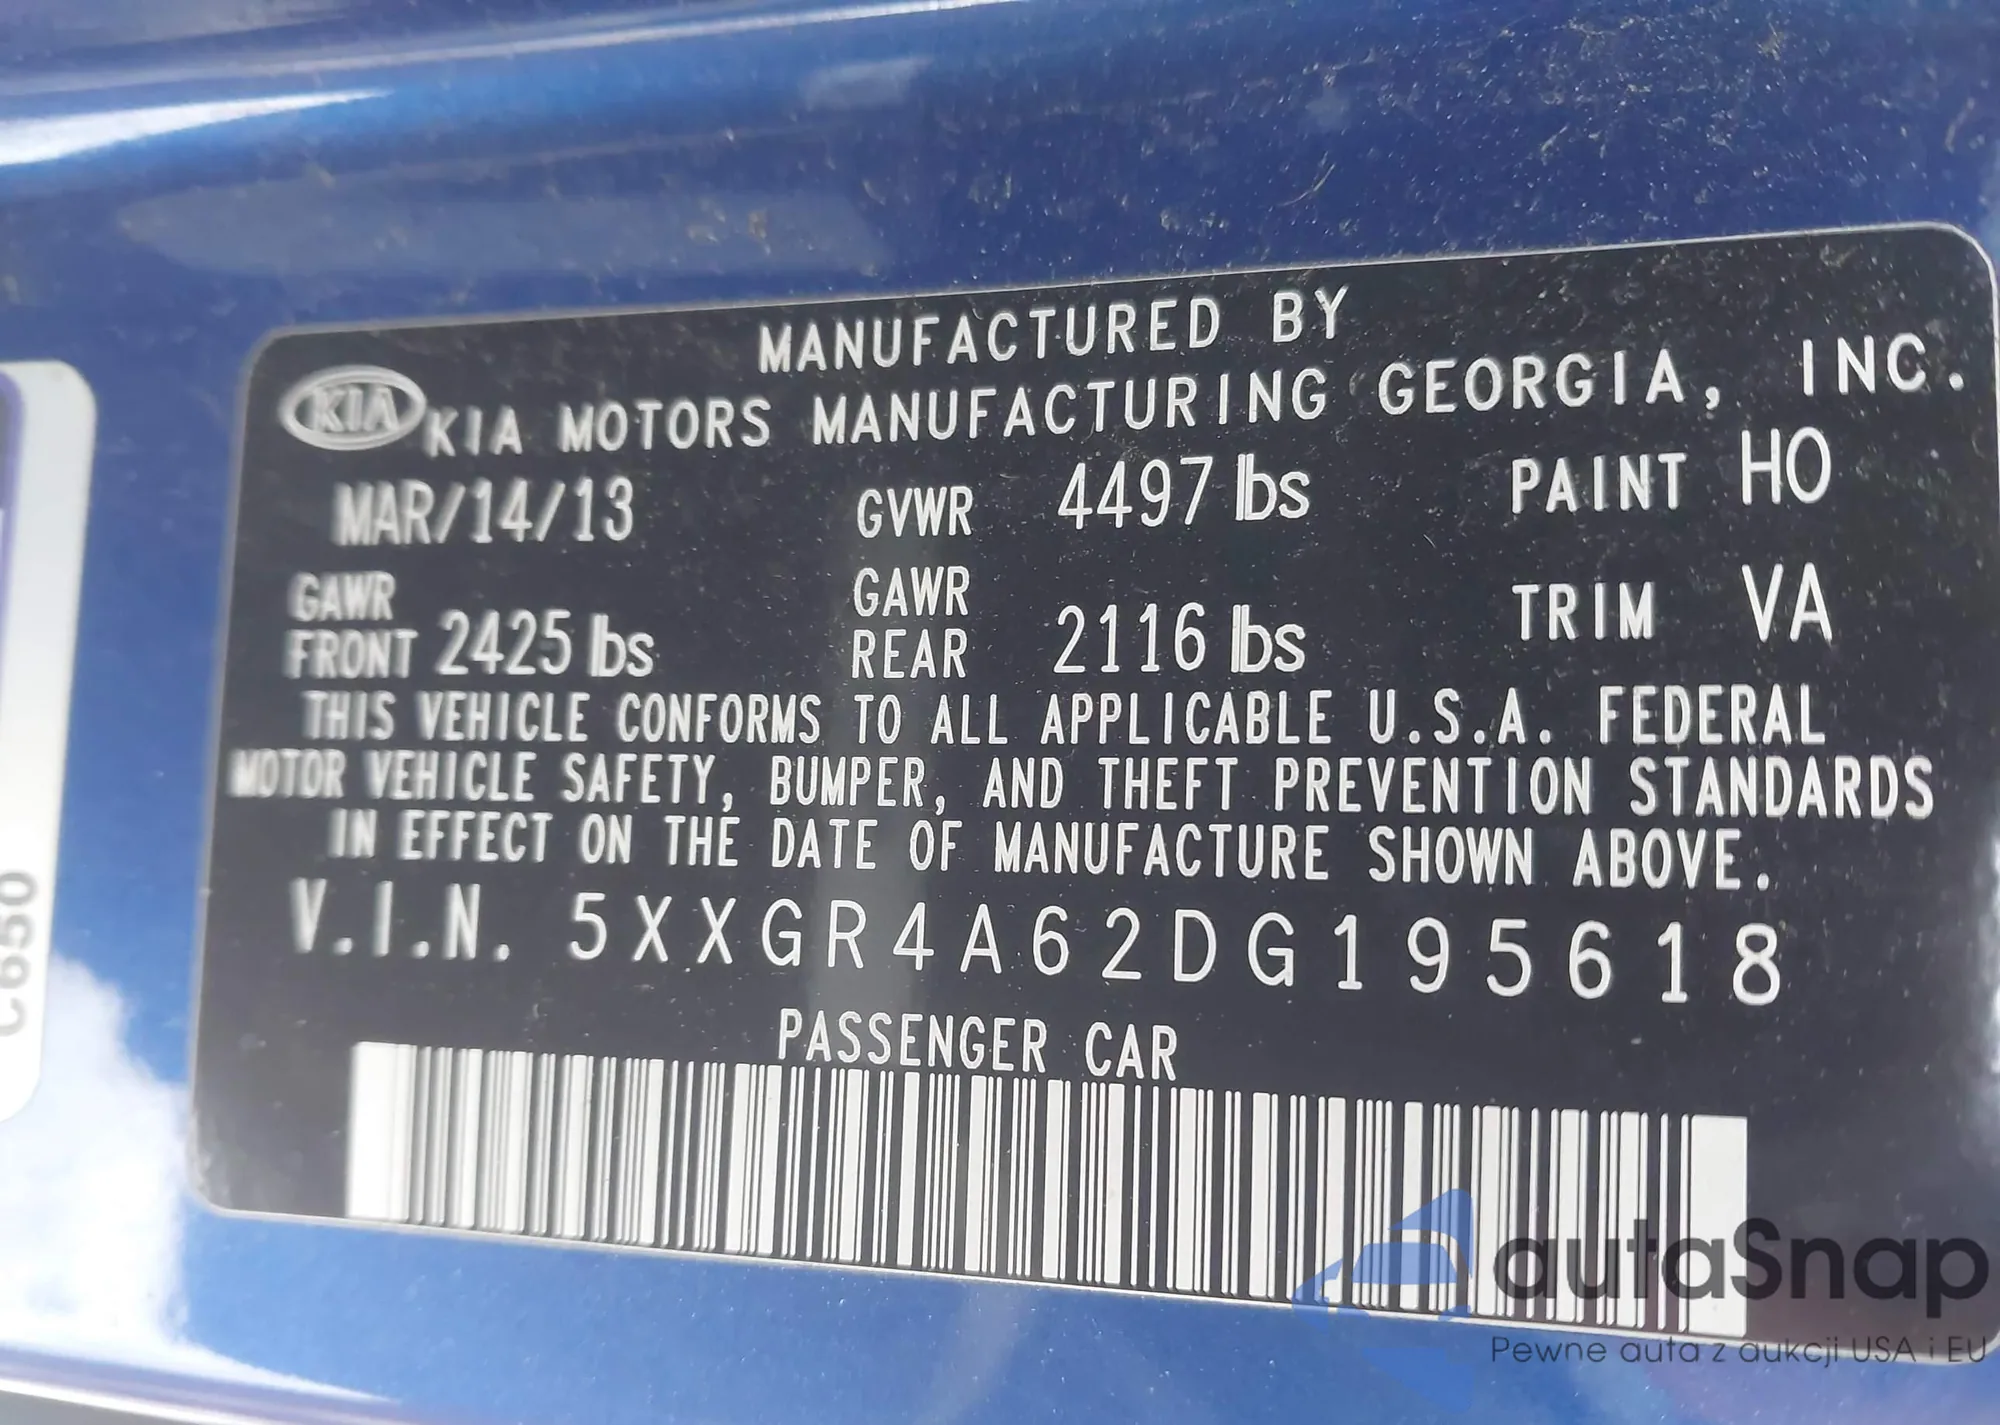 MANUFACTURED BY
KIA KIA MOTORS MANUFACTURING GEORGIA, INC.
MAR/14/13 GVWR 4497 lbs PAINT HO
GAWR FRONT 2425 lbs GAWR REAR 2116 lbs TRIM VA
THIS VEHICLE CONFORMS TO ALL APPLICABLE U.S.A. FEDERAL
MOTOR VEHICLE SAFETY, BUMPER, AND THEFT PREVENTION STANDARDS
IN EFFECT ON THE DATE OF MANUFACTURE SHOWN ABOVE.
V.I.N. 5XXGR4A62DG195618
PASSENGER CAR
C650
autaSnap
Pewne auta z aukcji USA i EU